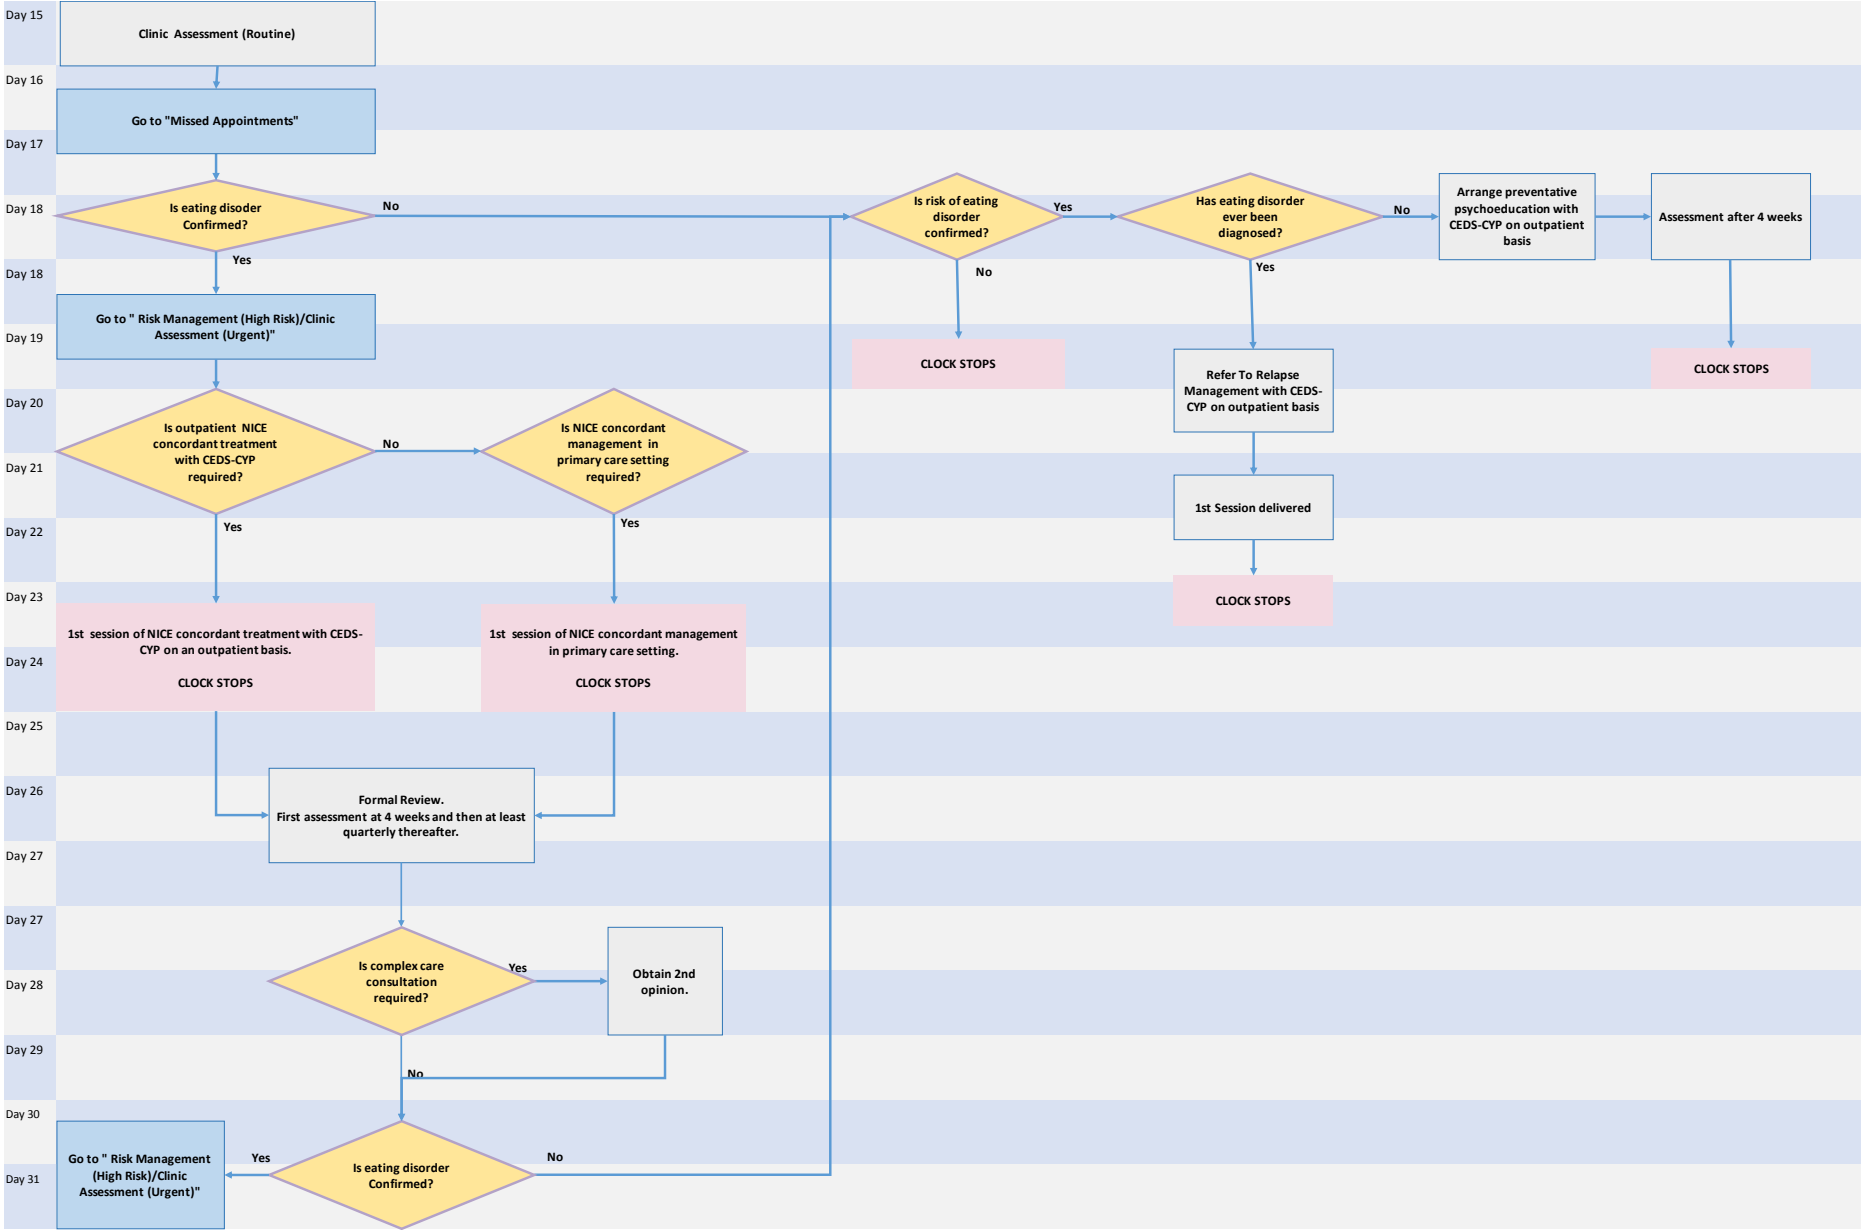 Day 15
Clinic Assessment (Routine)
Day 16
Go to "Missed Appointments"
Day 17
Day 18
Is eating disoder
Confirmed?
No
Yes
Is risk of eating
disorder
confirmed?
Yes
No
Has eating disorder
ever been
diagnosed?
No
Yes
Arrange preventative
psychoeducation with
CEDS-CYP on outpatient
basis
Assessment after 4 weeks
Day 18
Go to " Risk Management (High Risk)/Clinic
Assessment (Urgent)"
Day 19
CLOCK STOPS
Refer To Relapse
Management with CEDS-
CYP on outpatient basis
CLOCK STOPS
Day 20
Is outpatient NICE
concordant treatment
with CEDS-CYP
required?
No
Yes
Is NICE concordant
management in
primary care setting
required?
Yes
Day 21
1st Session delivered
Day 22
Day 23
CLOCK STOPS
1st session of NICE concordant treatment with CEDS-
CYP on an outpatient basis.
CLOCK STOPS
1st session of NICE concordant management
in primary care setting.
CLOCK STOPS
Day 24
Day 25
Day 26
Formal Review.
First assessment at 4 weeks and then at least
quarterly thereafter.
Day 27
Day 27
Is complex care
consultation
required?
Yes
Obtain 2nd
opinion.
Day 28
Day 29
No
Day 30
Go to " Risk Management
(High Risk)/Clinic
Assessment (Urgent)"
Yes
Is eating disorder
Confirmed?
No
Day 31